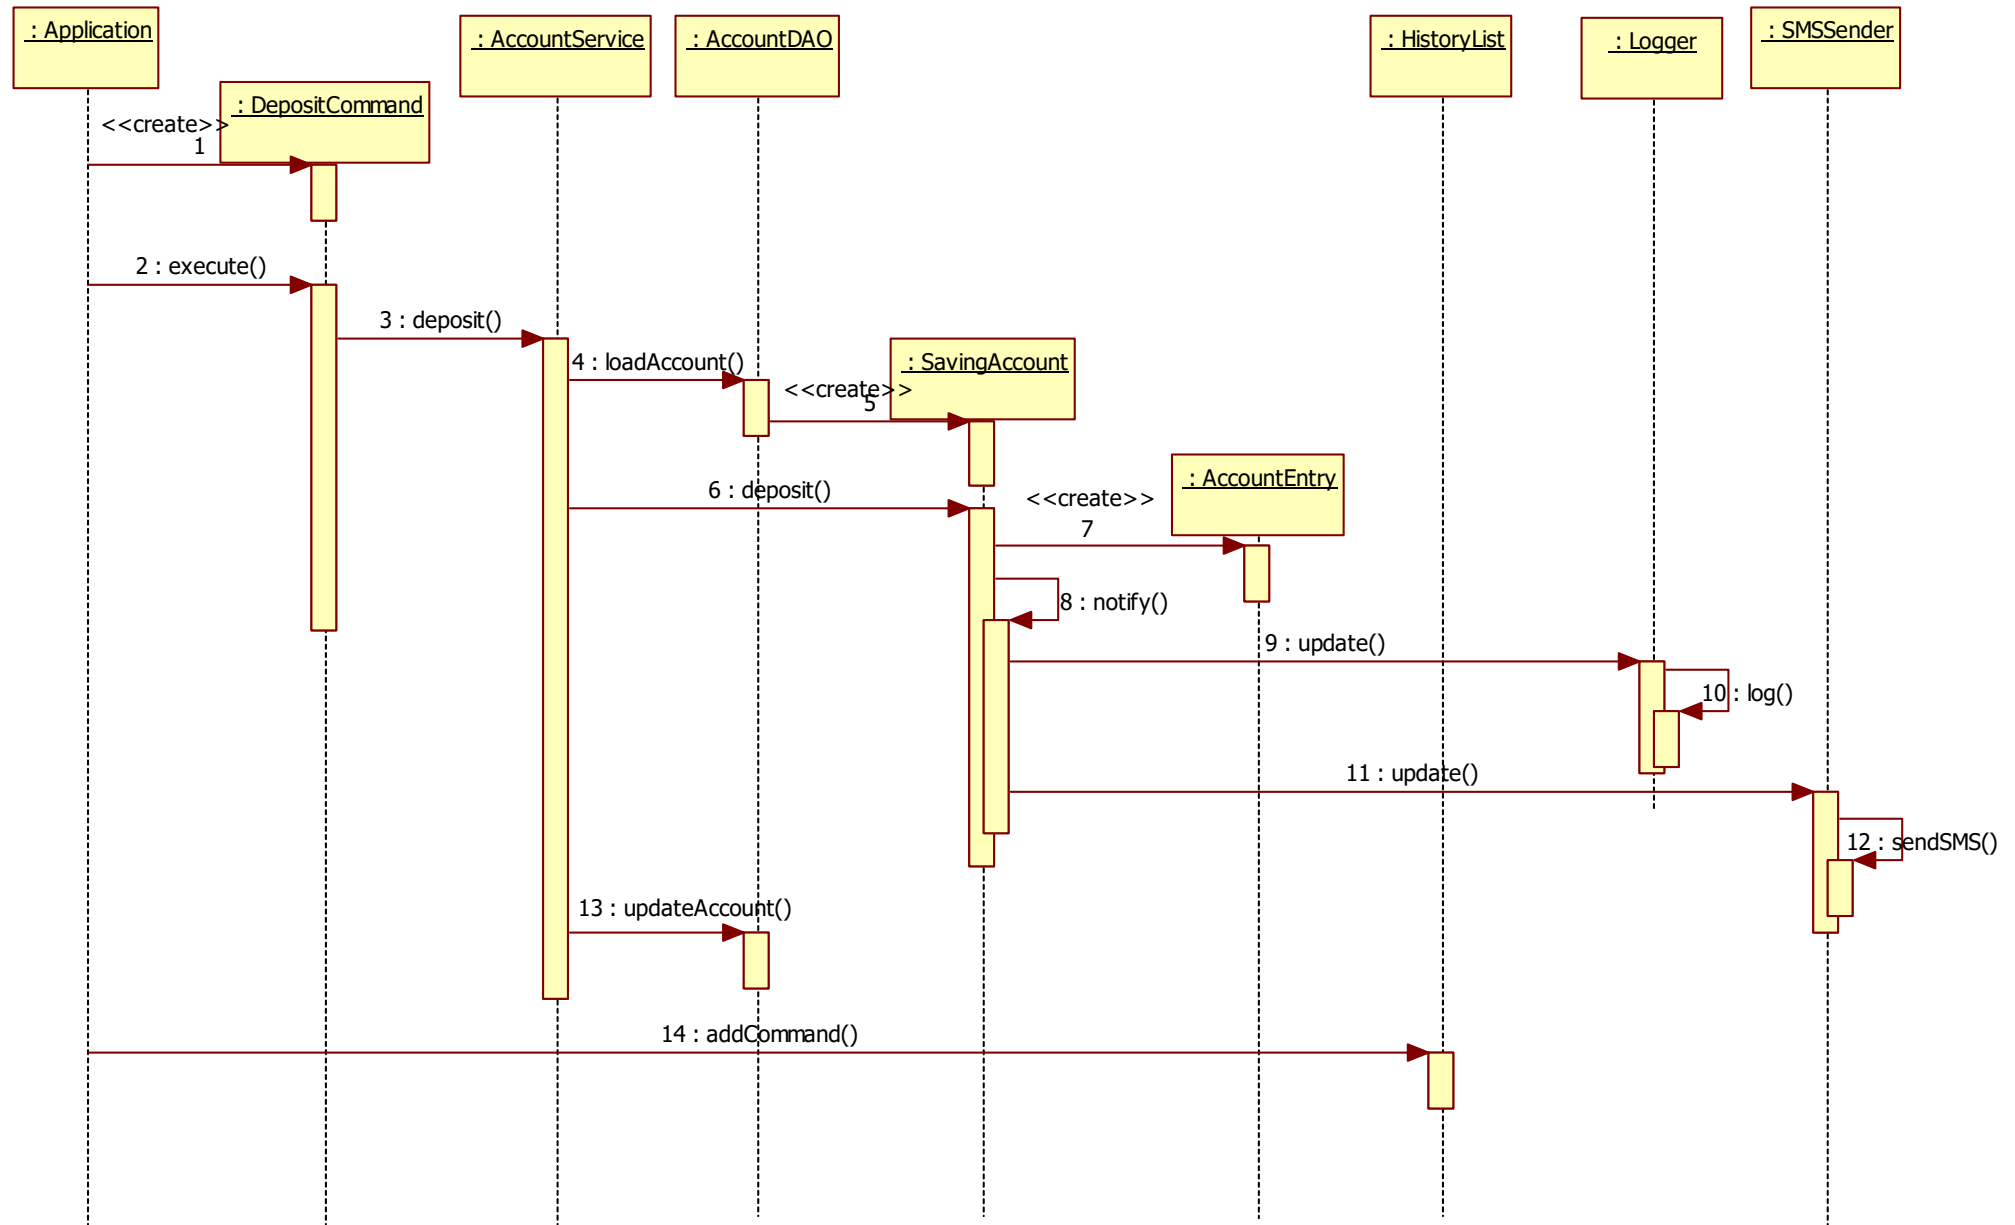 : Application
: AccountService
: AccountDAO
: HistoryList
: Logger
: SMSSender
: DepositCommand
<<create>>
1
2 : execute()
3 : deposit()
4 : loadAccount()
: SavingAccount
<<create>>
5
: AccountEntry
6 : deposit()
<<create>>
7
8 : notify()
9 : update()
10 : log()
11 : update()
12 : sendSMS()
13 : updateAccount()
14 : addCommand()